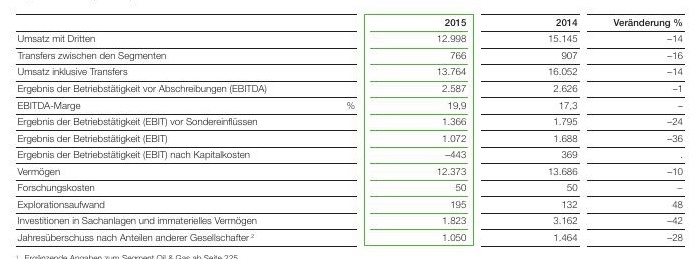 2015 2014 Veränderung %
Umsatz mit Dritten 12.998 15.145 –14
Transfers zwischen den Segmenten 766 907 –16
Umsatz inklusive Transfers 13.764 16.052 –14
Ergebnis der Betriebstätigkeit vor Abschreibungen (EBITDA) 2.587 2.626 –1
EBITDA-Marge % 19,9 17,3 –
Ergebnis der Betriebstätigkeit (EBIT) vor Sondereinflüssen 1.366 1.795 –24
Ergebnis der Betriebstätigkeit (EBIT) 1.072 1.688 –36
Ergebnis der Betriebstätigkeit (EBIT) nach Kapitalkosten –443 369 .
Vermögen 12.373 13.686 –10
Forschungskosten 50 50 –
Explorationsaufwand 195 132 48
Investitionen in Sachanlagen und immaterielles Vermögen 1.823 3.162 –42
Jahresüberschuss nach Anteilen anderer Gesellschafter ² 1.050 1.464 –28
¹ Ergänzende Angaben zum Segment Oil & Gas ab Seite 225